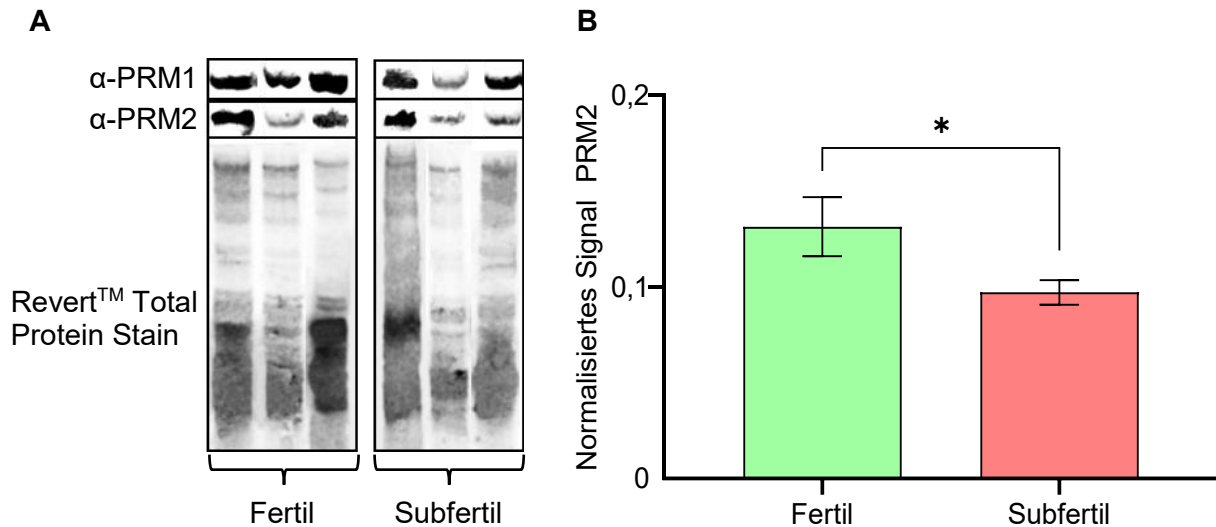 A
α-PRM1
α-PRM2
Revert™ Total
Protein Stain
Fertil
Subfertil
B
Normalisiertes Signal PRM2
0,2
0,1
0
*
Fertil
Subfertil